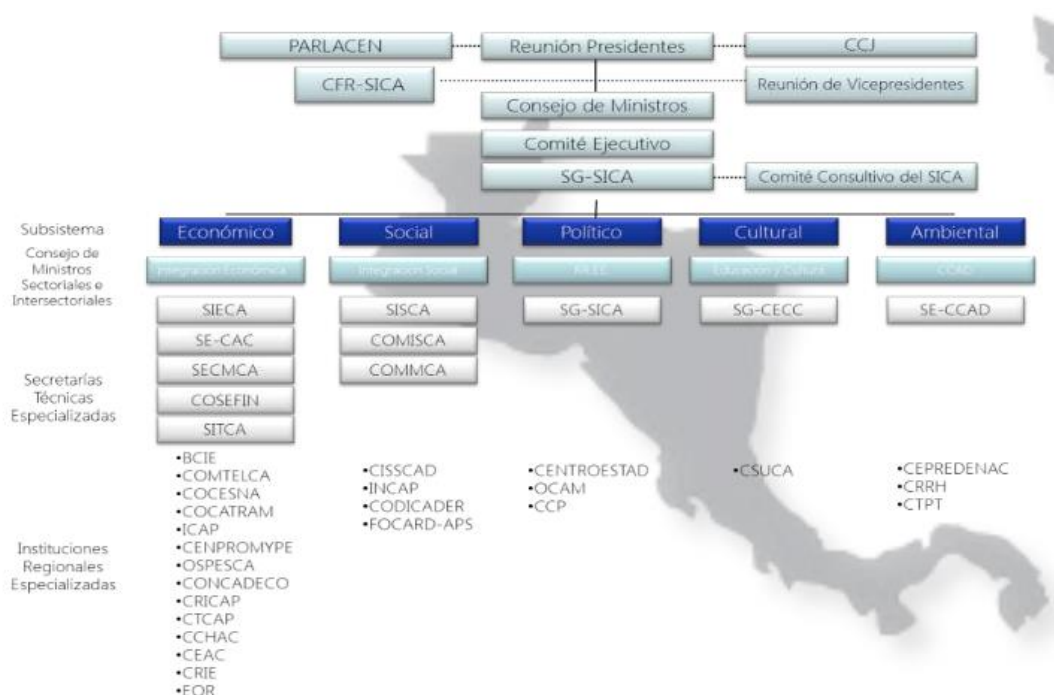 PARLACEN
Reunión Presidentes
CCJ
CFR-SICA
Reunión de Vicepresidentes
Consejo de Ministros
Comité Ejecutivo
SG-SICA
Comité Consultivo del SICA
Subsistema
Económico
Social
Político
Cultural
Ambiental
Consejo de
Ministros
Sectoriales e
Intersectoriales
Integración Económica
Integración Social
Educación y Cultura
CCAD
SIECA
SISCA
SG-SICA
SG-CECC
SE-CCAD
SE-CAC
COMISCA
SECMCA
COMMCA
COSEFIN
SITCA
Secretarías
Técnicas
Especializadas
•BCIE
•COMTELCA
•COCESNA
•COCATRAM
•ICAP
•CENPROMYPE
•OSPESCA
•CONCADECO
•CRICAP
•CTCAP
•CCHAC
•CEAC
•CRIE
•EOR
•CISSCAD
•INCAP
•CODICADER
•FOCARD-APS
•CENTROESTAD
•OCAM
•CCP
•CSUCA
•CEPREDENAC
•CRRH
•CTPT
Instituciones
Regionales
Especializadas